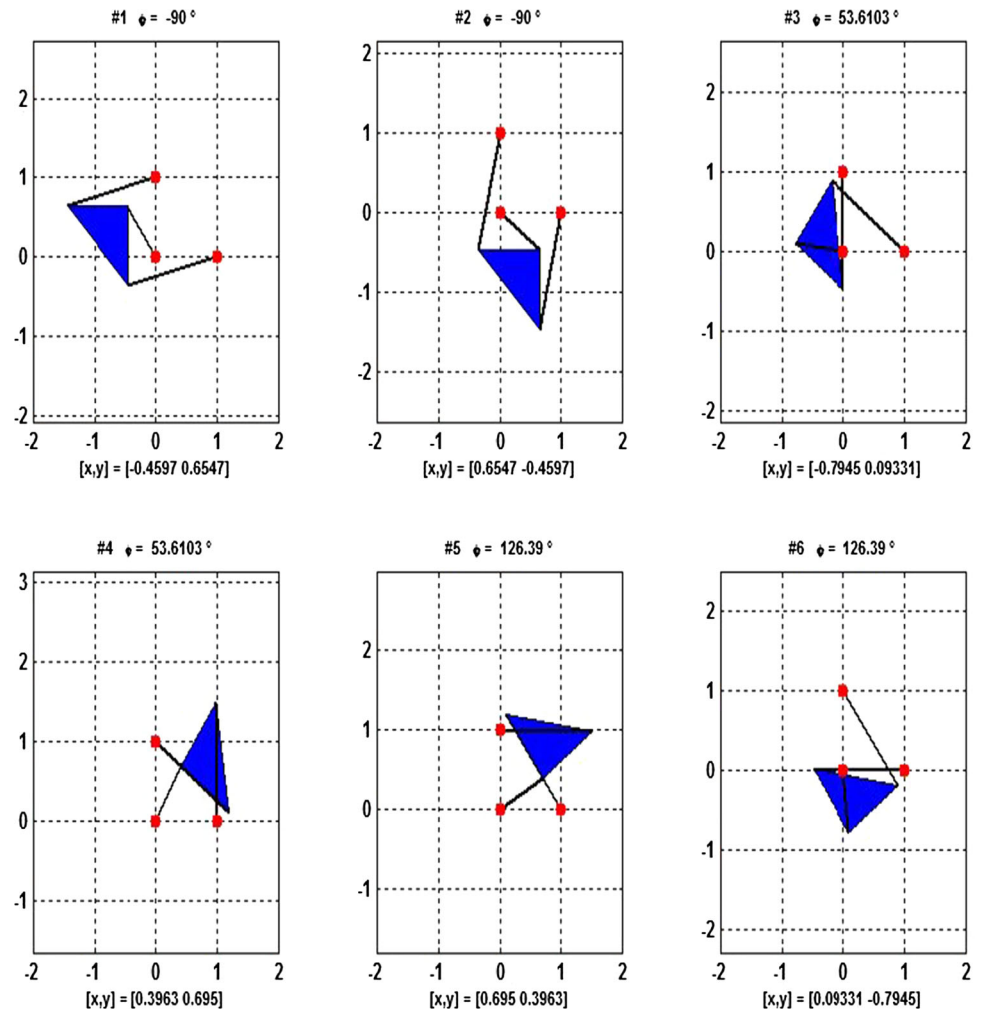 #1 ϕ = -90 °
#2 ϕ = -90 °
#3 ϕ = 53.6103 °
2
1
0
-1
-2
-2 -1 0 1 2
[x,y] = [-0.4597 0.6547]
2
1
0
-1
-2
-2 -1 0 1 2
[x,y] = [0.6547 -0.4597]
2
1
0
-1
-2
-2 -1 0 1 2
[x,y] = [-0.7945 0.09331]
#4 ϕ = 53.6103 °
#5 ϕ = 126.39 °
#6 ϕ = 126.39 °
3
2
1
0
-1
-2 -1 0 1 2
[x,y] = [0.3963 0.695]
2
1
0
-1
-2 -1 0 1 2
[x,y] = [0.695 0.3963]
2
1
0
-1
-2
-2 -1 0 1 2
[x,y] = [0.09331 -0.7945]